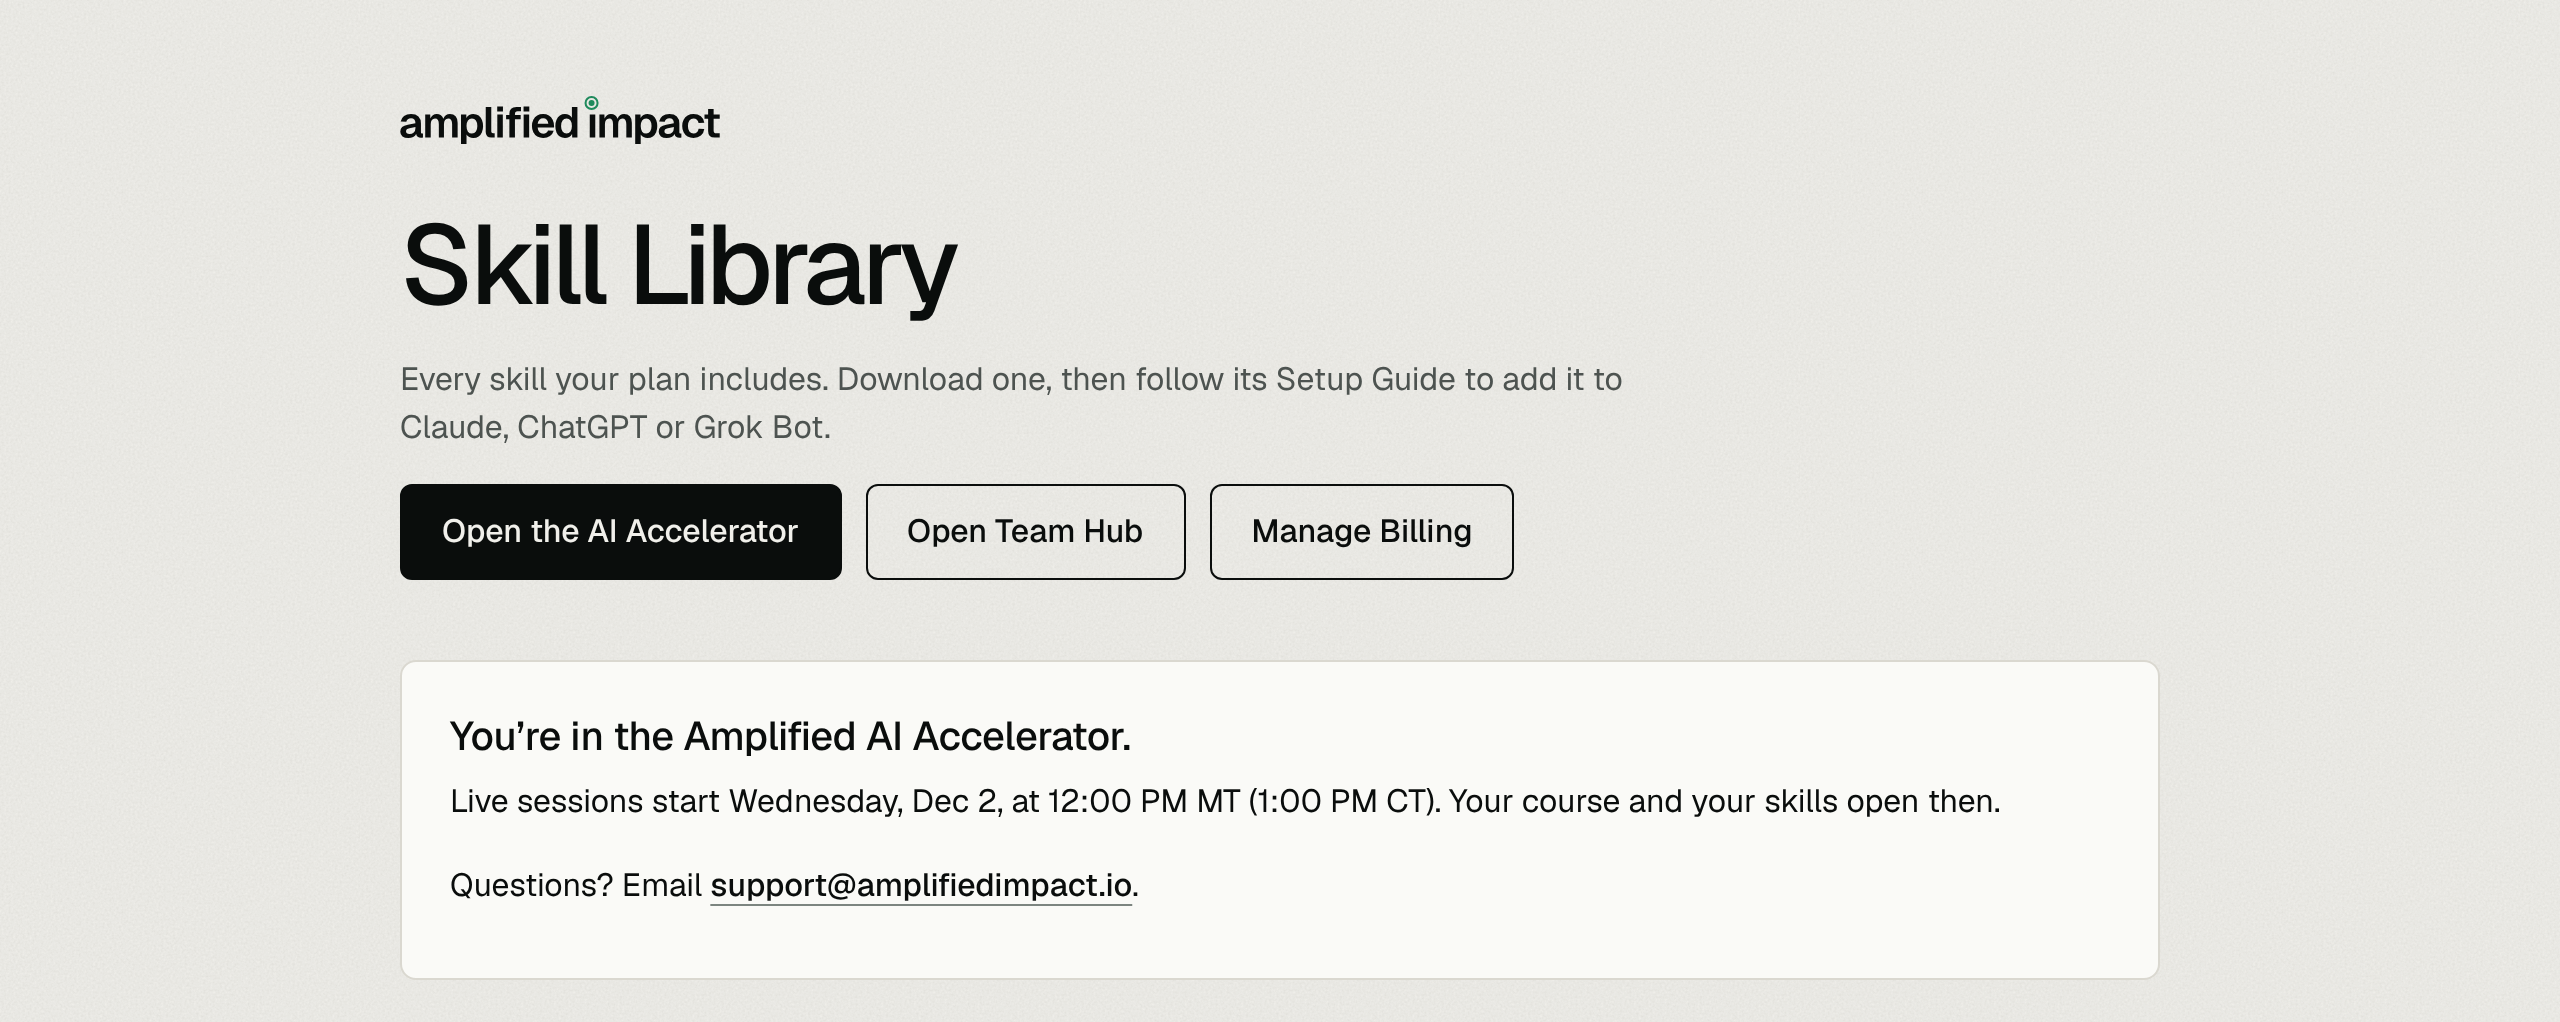 amplified impact
Skill Library
Every skill your plan includes. Download one, then follow its Setup Guide to add it to
Claude, ChatGPT or Grok Bot.
Open the AI Accelerator
Open Team Hub
Manage Billing
You’re in the Amplified AI Accelerator.
Live sessions start Wednesday, Dec 2, at 12:00 PM MT (1:00 PM CT). Your course and your skills open then.
Questions? Email support@amplifiedimpact.io.